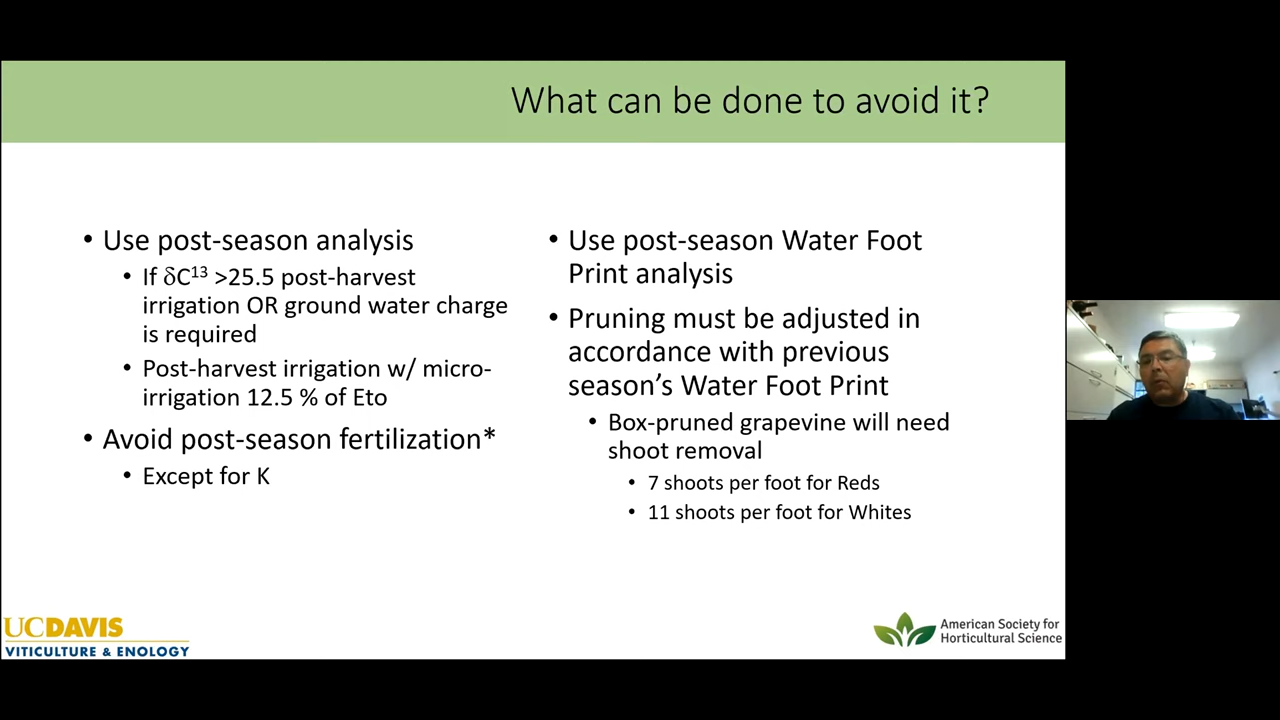 What can be done to avoid it?
• Use post-season analysis
• If δC¹³ >25.5 post-harvest
irrigation OR ground water charge
is required
• Post-harvest irrigation w/ micro-
irrigation 12.5 % of Eto
• Avoid post-season fertilization*
• Except for K
• Use post-season Water Foot
Print analysis
• Pruning must be adjusted in
accordance with previous
season’s Water Foot Print
• Box-pruned grapevine will need
shoot removal
• 7 shoots per foot for Reds
• 11 shoots per foot for Whites
UCDAVIS
VITICULTURE & ENOLOGY
American Society for
Horticultural Science